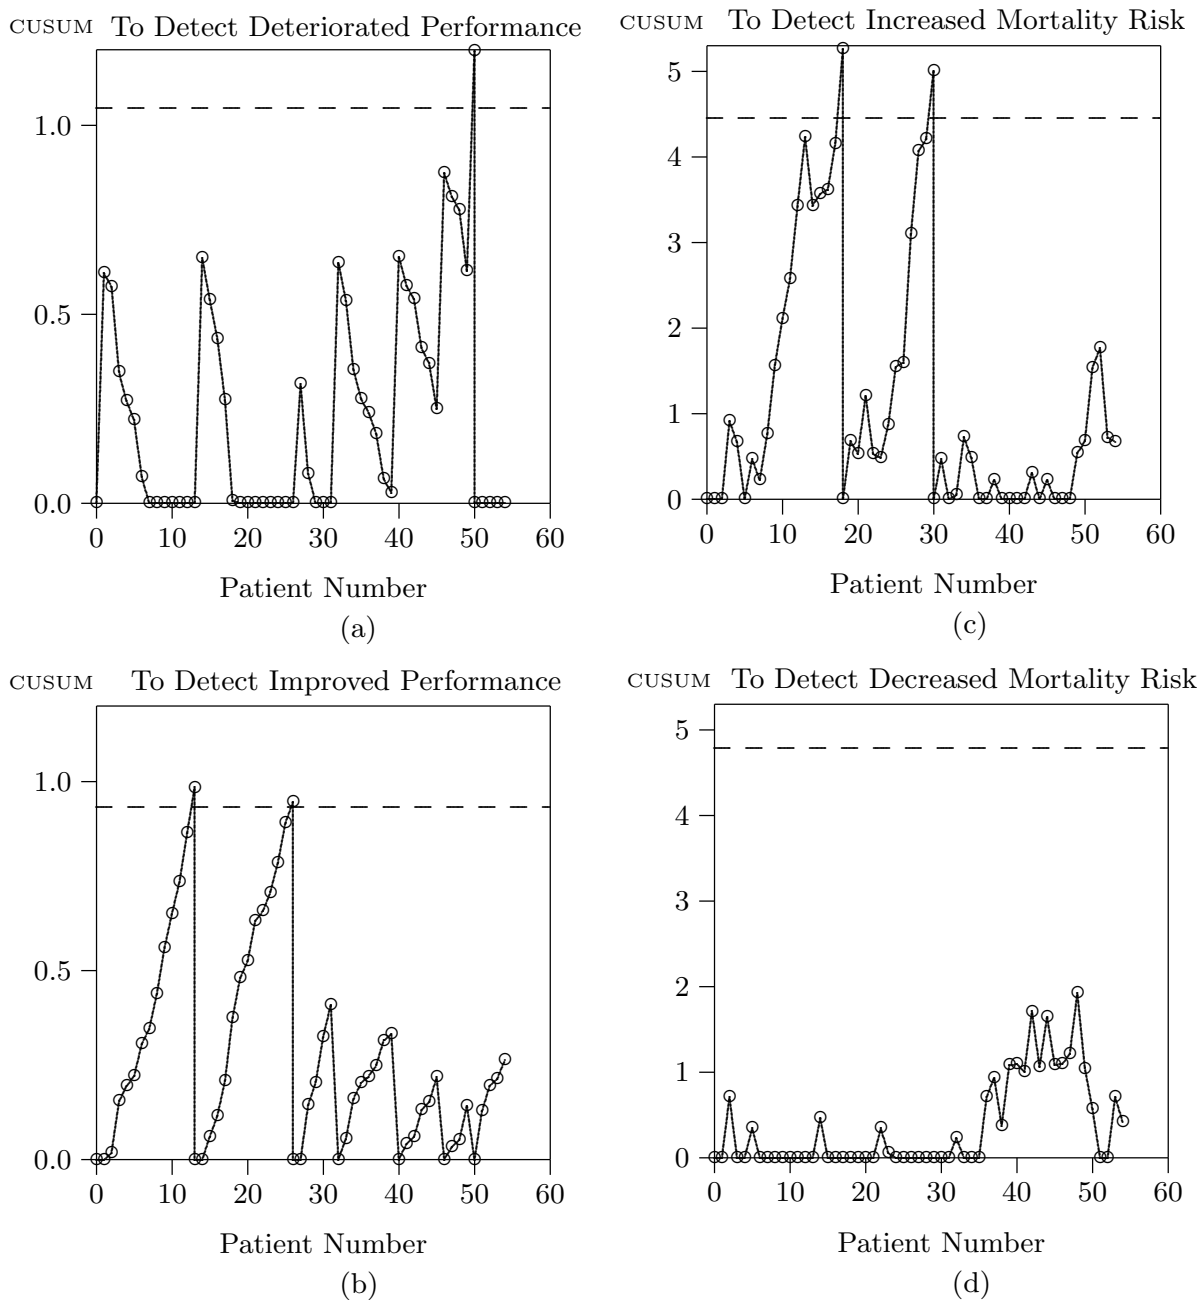 CUSUM To Detect Deteriorated Performance
1.0
0.5
0.0
0 10 20 30 40 50 60
Patient Number
(a)
CUSUM To Detect Increased Mortality Risk
5
4
3
2
1
0
0 10 20 30 40 50 60
Patient Number
(c)
CUSUM To Detect Improved Performance
1.0
0.5
0.0
0 10 20 30 40 50 60
Patient Number
(b)
CUSUM To Detect Decreased Mortality Risk
5
4
3
2
1
0
0 10 20 30 40 50 60
Patient Number
(d)